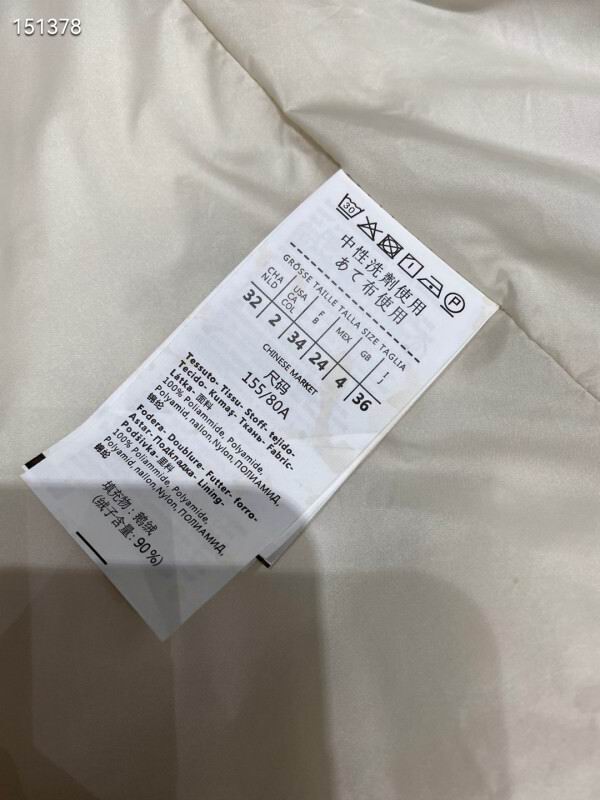 151378
30
P
中性洗劑使用
あて布使用
GRÖSSE TAILLE TALLA SIZE TAGLIA
CHA NLD USA CA COL F B MEX GB I J
32 2 34 24 4 36
CHINESE MARKET
尺码
155/80A
Tessuto- Tissu- Stoff- tejido-
Tecido- Kumaş- Ткань- Fabric-
Látka- 面料
100% Poliammide, Polyamide,
Polyamid, nailon,Nylon, ПОЛИАМИД,
锦纶
Fodera- Doublure- Futter- forro-
Astar- Подкладка- Lining-
Podšívka- 里料
100% Poliammide, Polyamide,
Polyamid, nailon,Nylon, ПОЛИАМИД,
锦纶
填充物 : 鹅绒
(绒子含量: 90%)